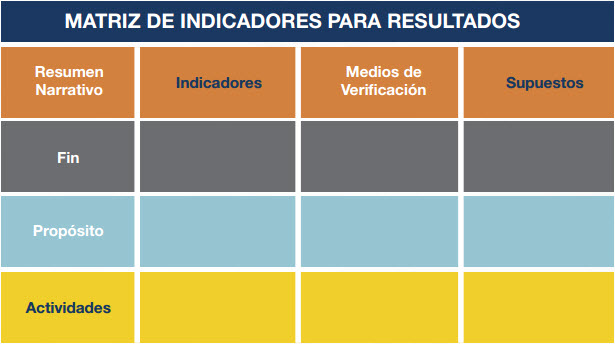 MATRIZ DE INDICADORES PARA RESULTADOS
Resumen
Narrativo
Indicadores
Medios de
Verificación
Supuestos
Fin
Propósito
Actividades